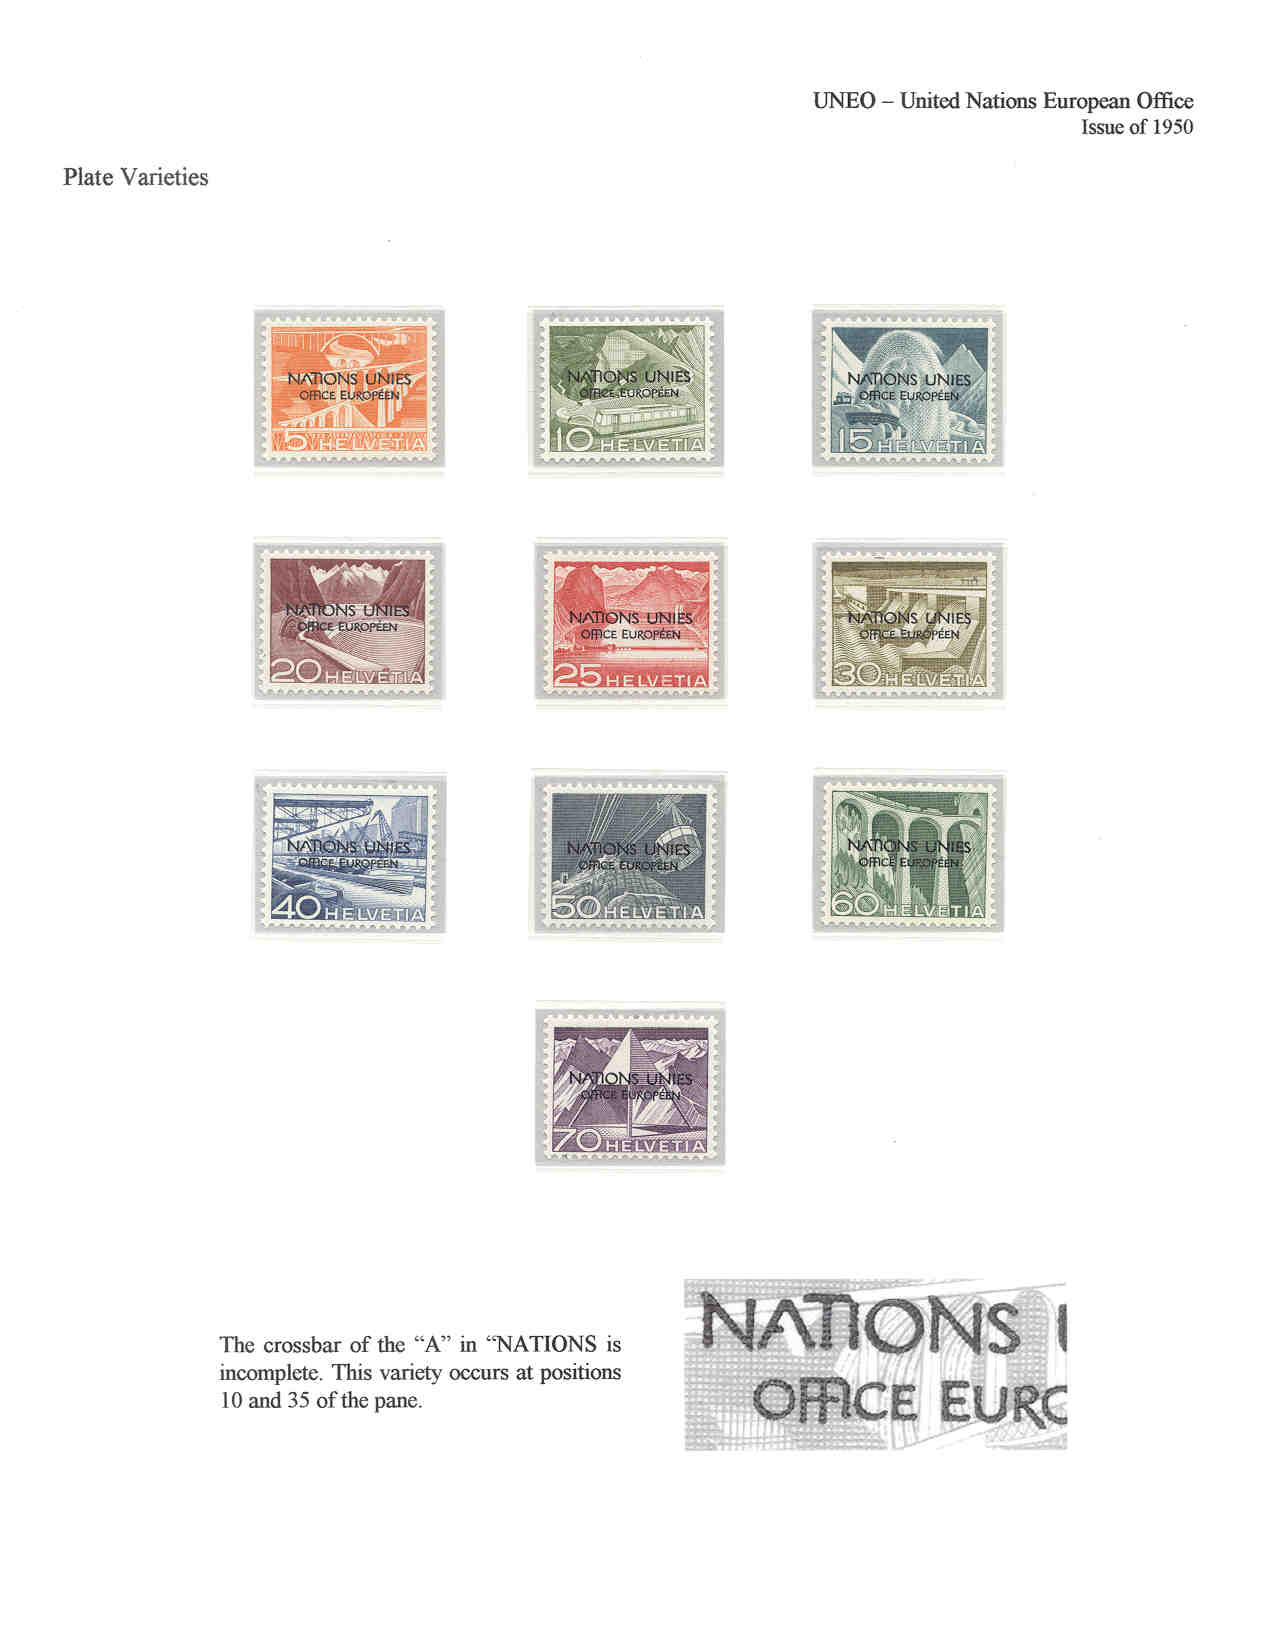 UNEO – United Nations European Office
Issue of 1950
Plate Varieties
NATIONS UNIES
OFFICE EUROPÉEN
5 HELVETIA
NATIONS UNIES
OFFICE EUROPÉEN
10 HELVETIA
NATIONS UNIES
OFFICE EUROPÉEN
15 HELVETIA
NATIONS UNIES
OFFICE EUROPÉEN
20 HELVETIA
NATIONS UNIES
OFFICE EUROPÉEN
25 HELVETIA
NATIONS UNIES
OFFICE EUROPÉEN
30 HELVETIA
NATIONS UNIES
OFFICE EUROPÉEN
40 HELVETIA
NATIONS UNIES
OFFICE EUROPÉEN
50 HELVETIA
NATIONS UNIES
OFFICE EUROPÉEN
60 HELVETIA
NATIONS UNIES
OFFICE EUROPÉEN
70 HELVETIA
The crossbar of the “A” in “NATIONS is
incomplete. This variety occurs at positions
10 and 35 of the pane.
NATIONS
OFFICE EURO